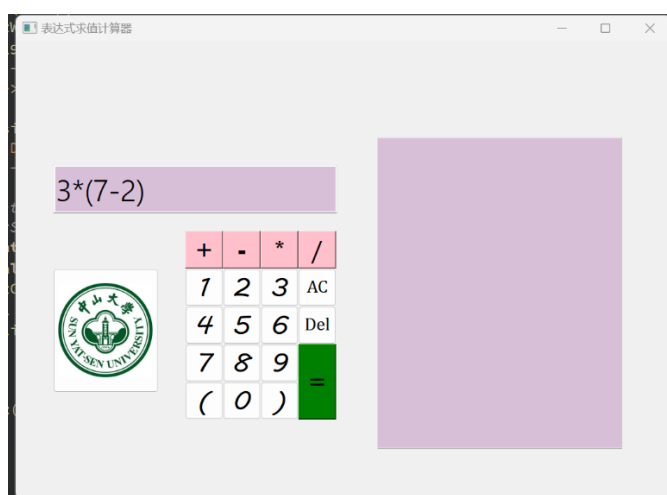 表达式求值计算器
3*(7-2)
+ - * /
1 2 3 AC
4 5 6 Del
7 8 9 =
( 0 )
中山大学
SUN YAT-SEN UNIVERSITY